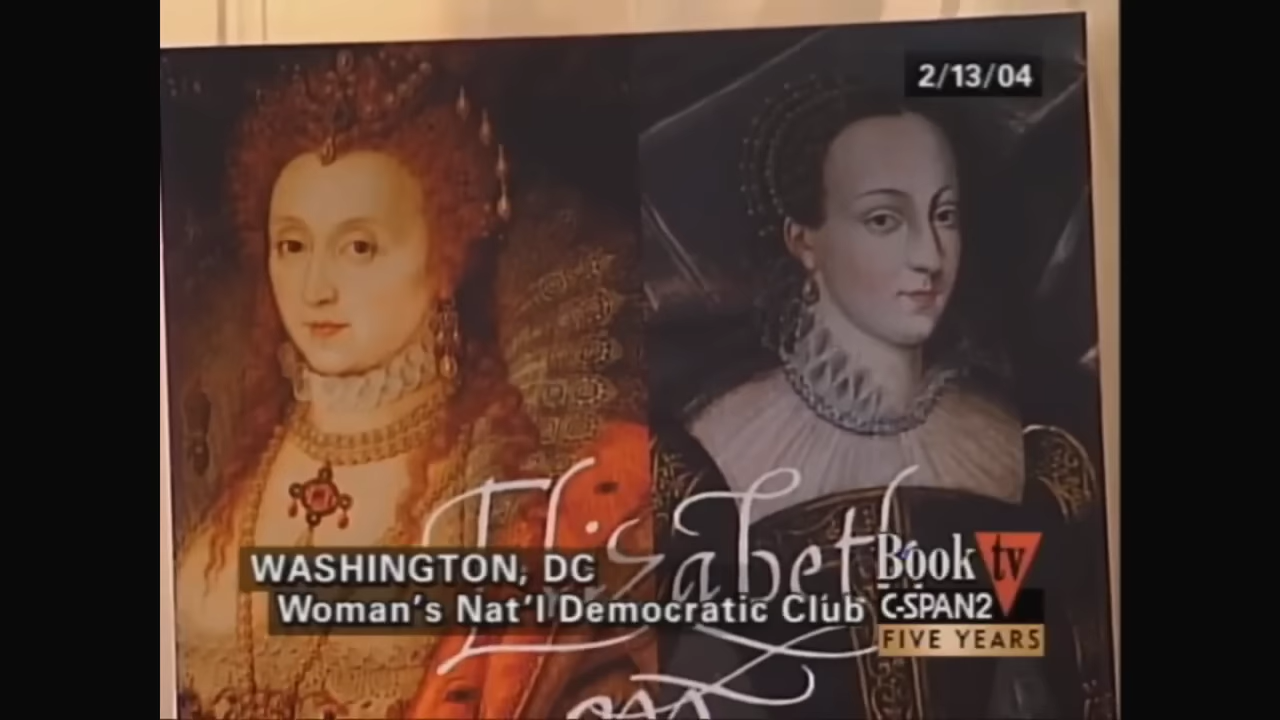 2/13/04
Elizabeth
WASHINGTON, DC
Woman's Nat'l Democratic Club
Book tv
C-SPAN2
FIVE YEARS